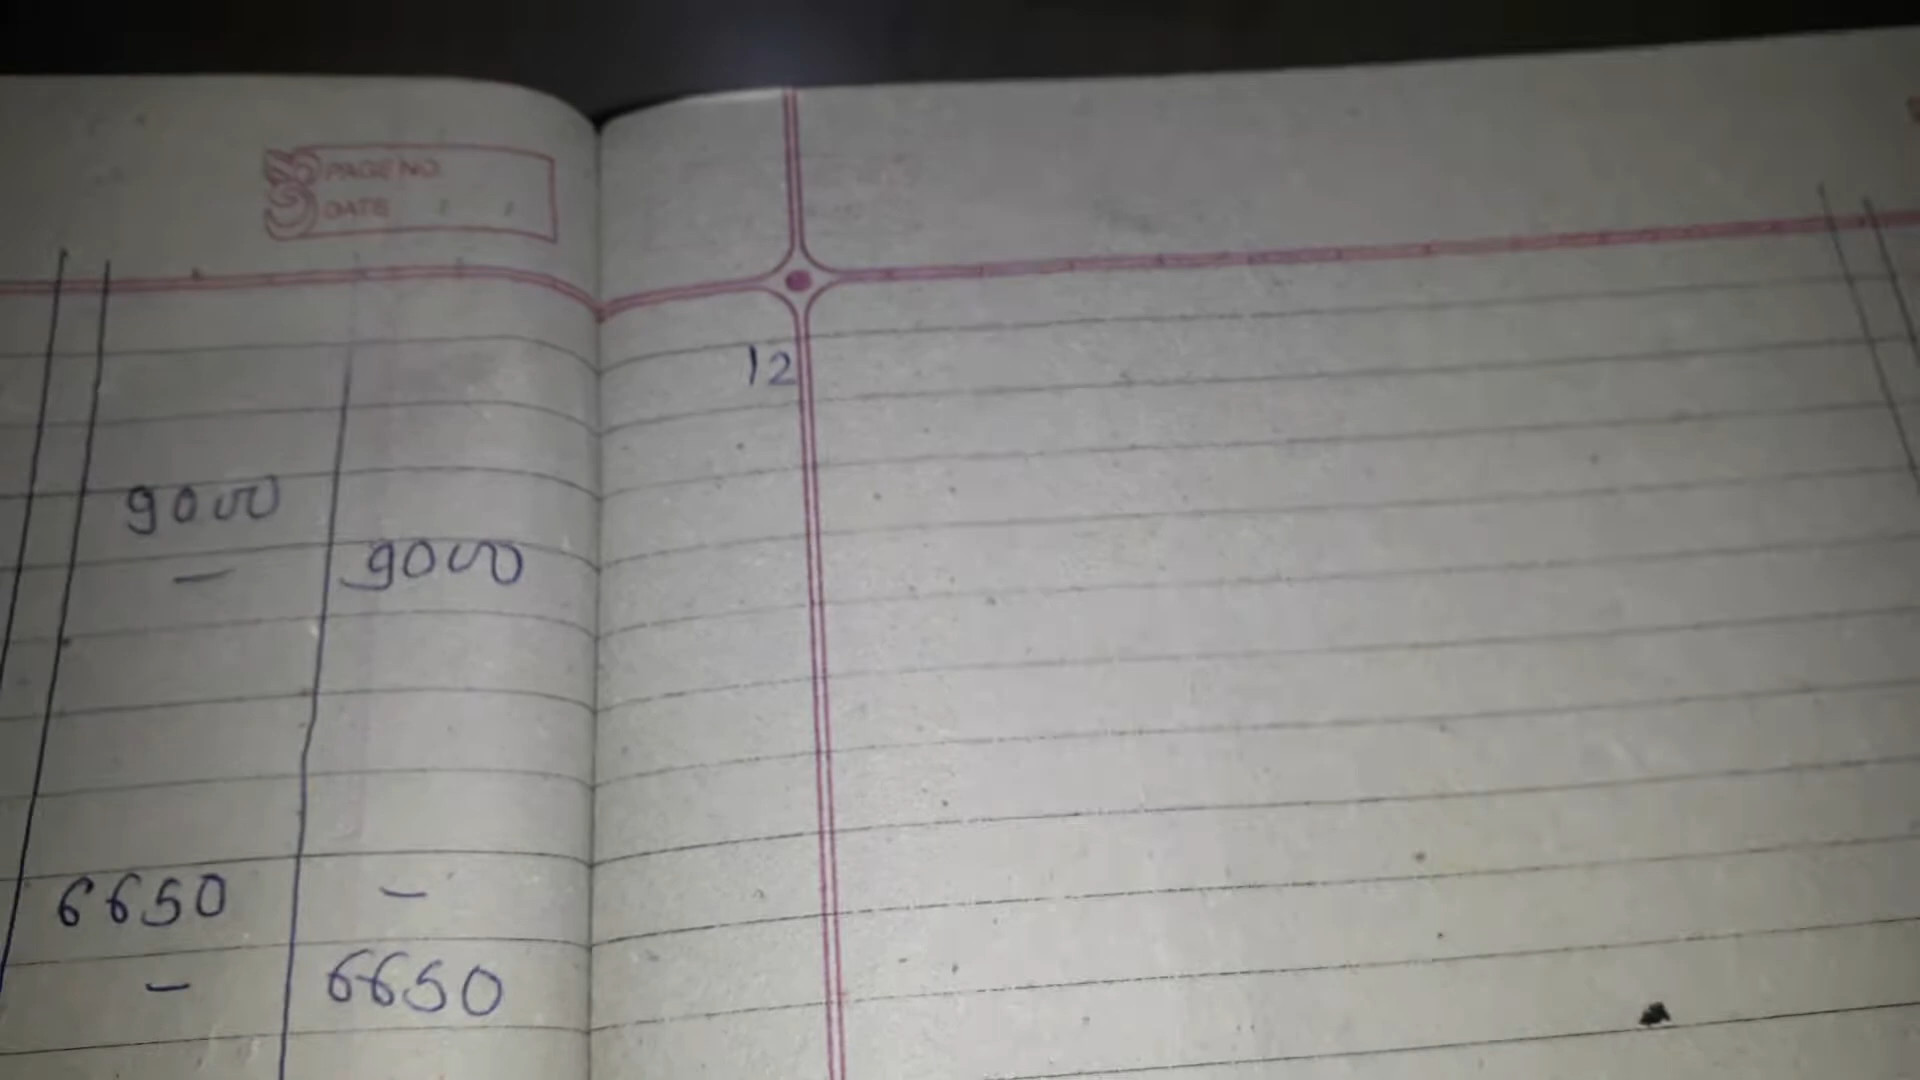 PAGE NO.
DATE / /
9000
— 9000
6650 —
— 6650
12